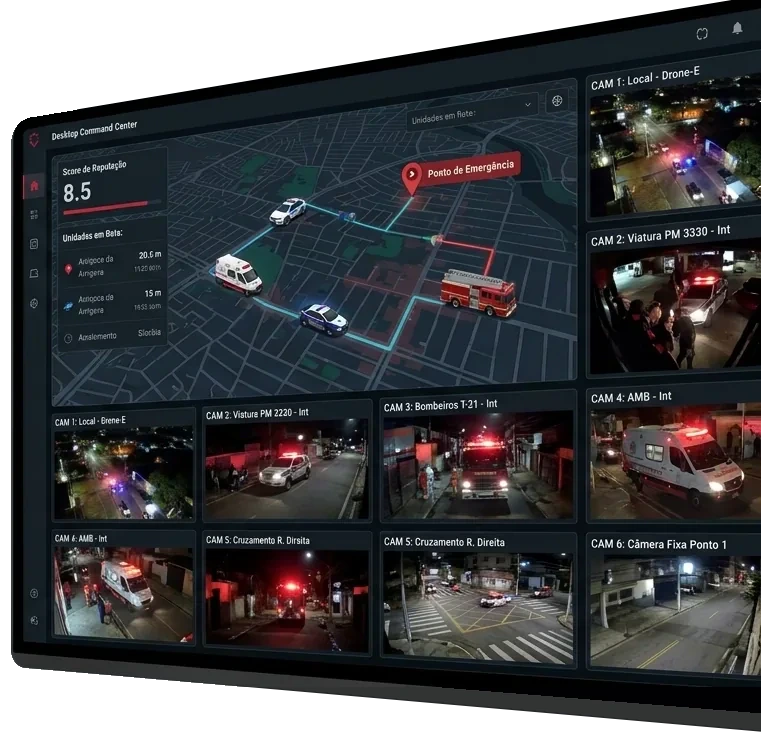 Desktop Command Center
Score de Reputação
8.5
Unidades em Bota:
20.6 m
15 m
Unidades em Rota
Ponto de Emergência
CAM 1: Local - Drone-E
CAM 2: Viatura PM 3330 - Int
CAM 1: Local - Brene-E
CAM 2: Vistura PM 2220 - Int
CAM 3: Bombeiros T-21 - Int
CAM 4: AMB - Int
CAM 6: AMB - Int
CAM 5: Cruzamento R. Dirsita
CAM 5: Cruzamento R. Direita
CAM 6: Câmera Fixa Ponto 1